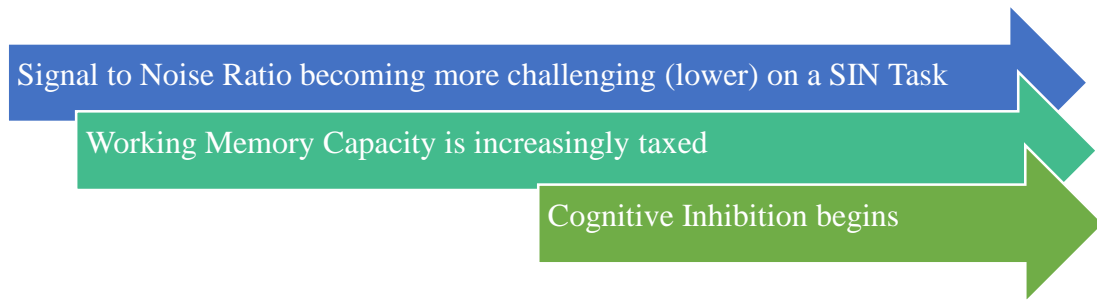 Signal to Noise Ratio becoming more challenging (lower) on a SIN Task
Working Memory Capacity is increasingly taxed
Cognitive Inhibition begins